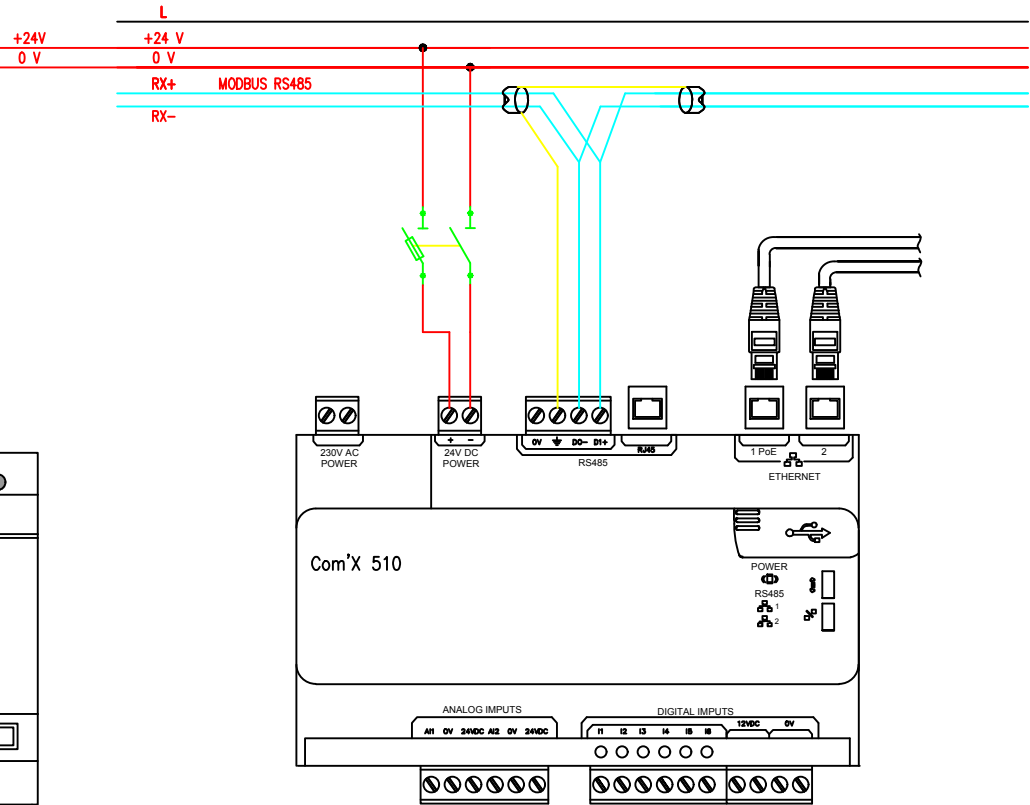 L
+24V
+24 V
0 V
0 V
RX+ MODBUS RS485
RX-
+ -
0V D0- D1+
RJ45
1 PoE 2
230V AC
POWER
24V DC
POWER
RS485
ETHERNET
Com'X 510
POWER
RS485
1
2
ANALOG IMPUTS
DIGITAL IMPUTS
AI1 0V 24VDC AI2 0V 24VDC
I1 I2 I3 I4 I5 I6
12VDC 0V